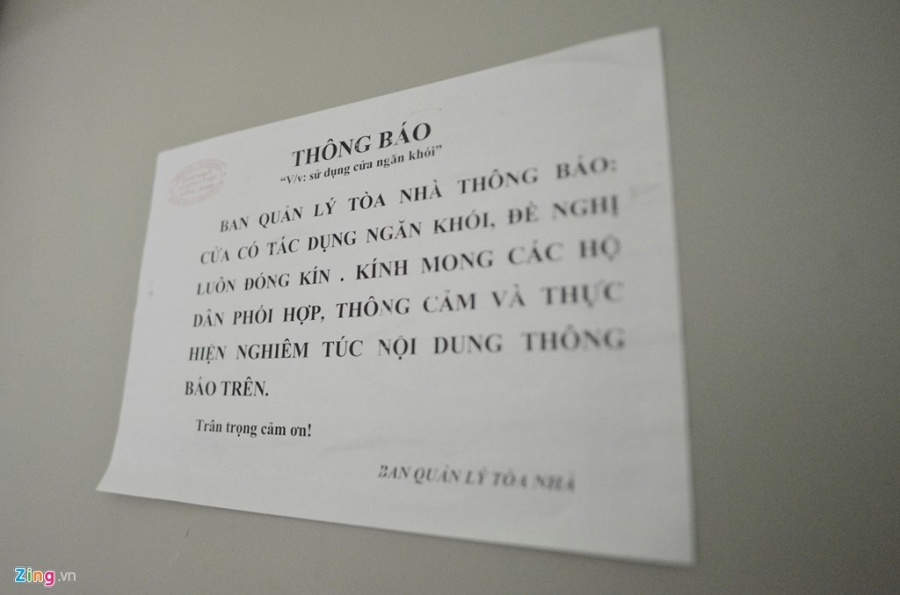 THÔNG BÁO
“V/v: sử dụng cửa ngăn khói”
BAN QUẢN LÝ TÒA NHÀ THÔNG BÁO:
CỬA CÓ TÁC DỤNG NGĂN KHÓI, ĐỀ NGHỊ
LUÔN ĐÓNG KÍN . KÍNH MONG CÁC HỘ
DÂN PHỐI HỢP, THÔNG CẢM VÀ THỰC
HIỆN NGHIÊM TÚC NỘI DUNG THÔNG
BÁO TRÊN.
Trân trọng cảm ơn!
BAN QUẢN LÝ TÒA NHÀ
Zing.vn